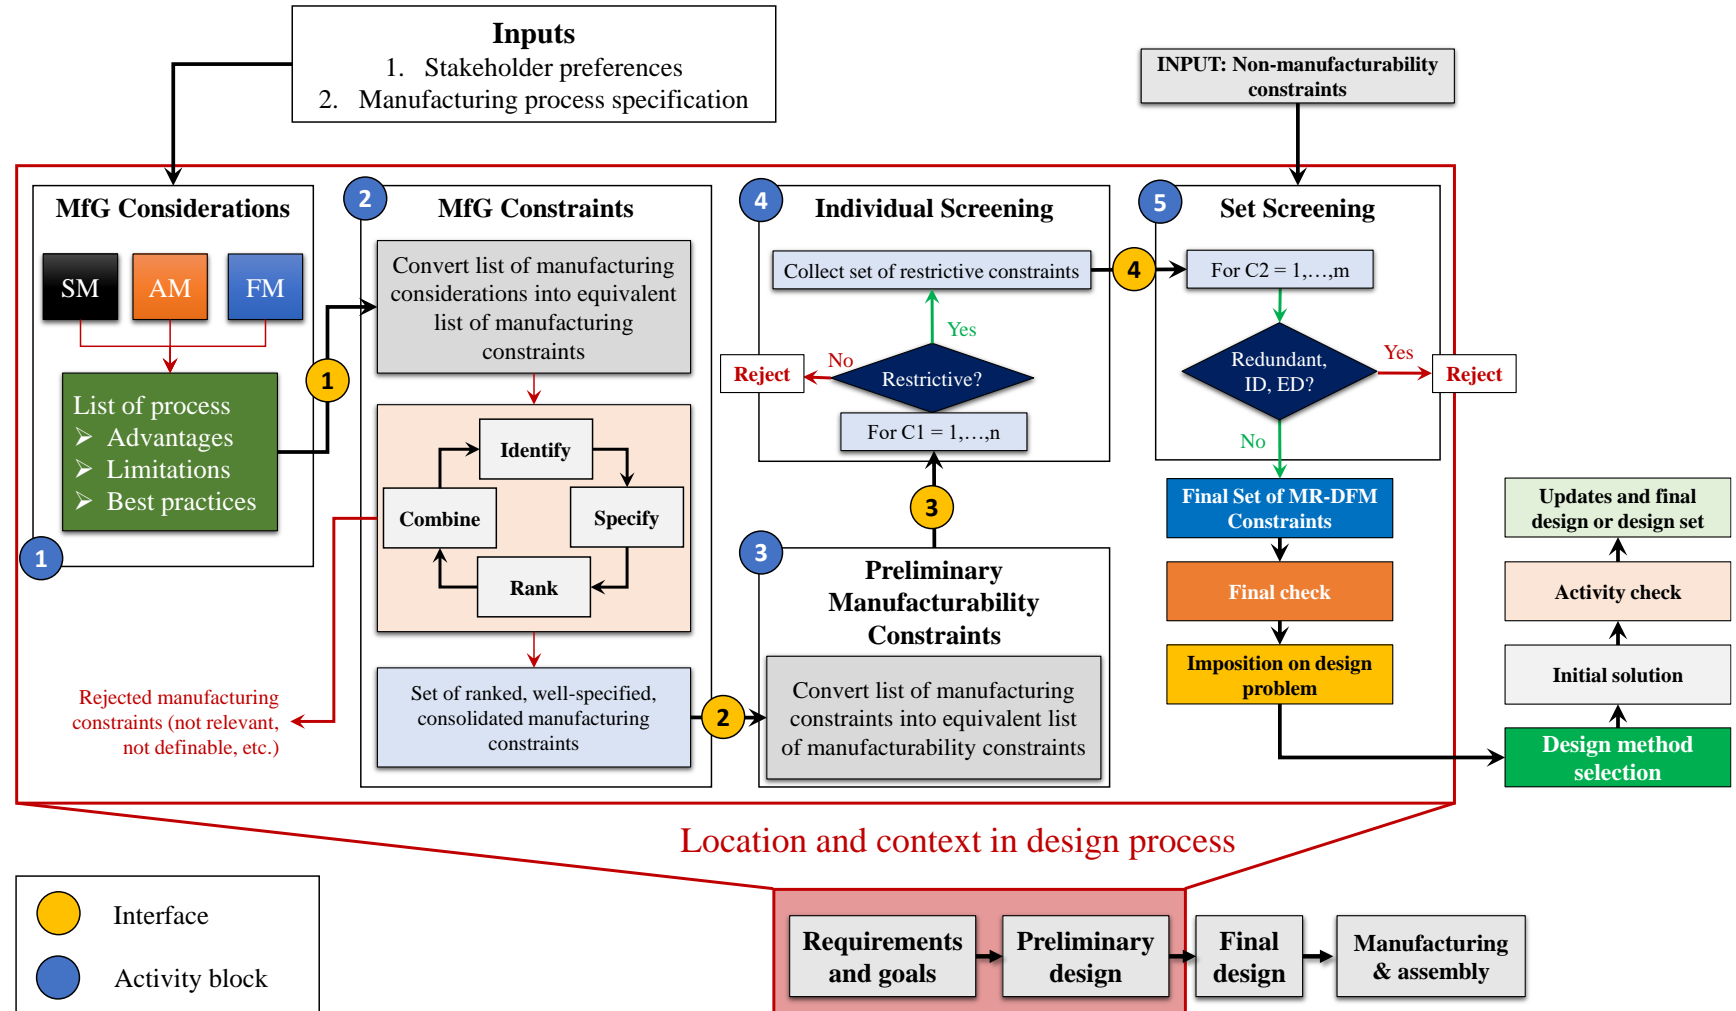 Inputs
1. Stakeholder preferences
2. Manufacturing process specification
INPUT: Non-manufacturability
constraints
MfG Considerations
SM
AM
FM
List of process
➢ Advantages
➢ Limitations
➢ Best practices
1
1
2
MfG Constraints
Convert list of manufacturing
considerations into equivalent
list of manufacturing
constraints
Identify
Specify
Rank
Combine
Set of ranked, well-specified,
consolidated manufacturing
constraints
Rejected manufacturing
constraints (not relevant,
not definable, etc.)
2
3
Preliminary
Manufacturability
Constraints
Convert list of manufacturing
constraints into equivalent list
of manufacturability constraints
3
4
Individual Screening
Collect set of restrictive constraints
Yes
No
Reject
Restrictive?
For C1 = 1,…,n
4
5
Set Screening
For C2 = 1,…,m
Redundant,
ID, ED?
Yes
Reject
No
Final Set of MR-DFM
Constraints
Final check
Imposition on design
problem
Updates and final
design or design set
Activity check
Initial solution
Design method
selection
Location and context in design process
Interface
Activity block
Requirements
and goals
Preliminary
design
Final
design
Manufacturing
& assembly